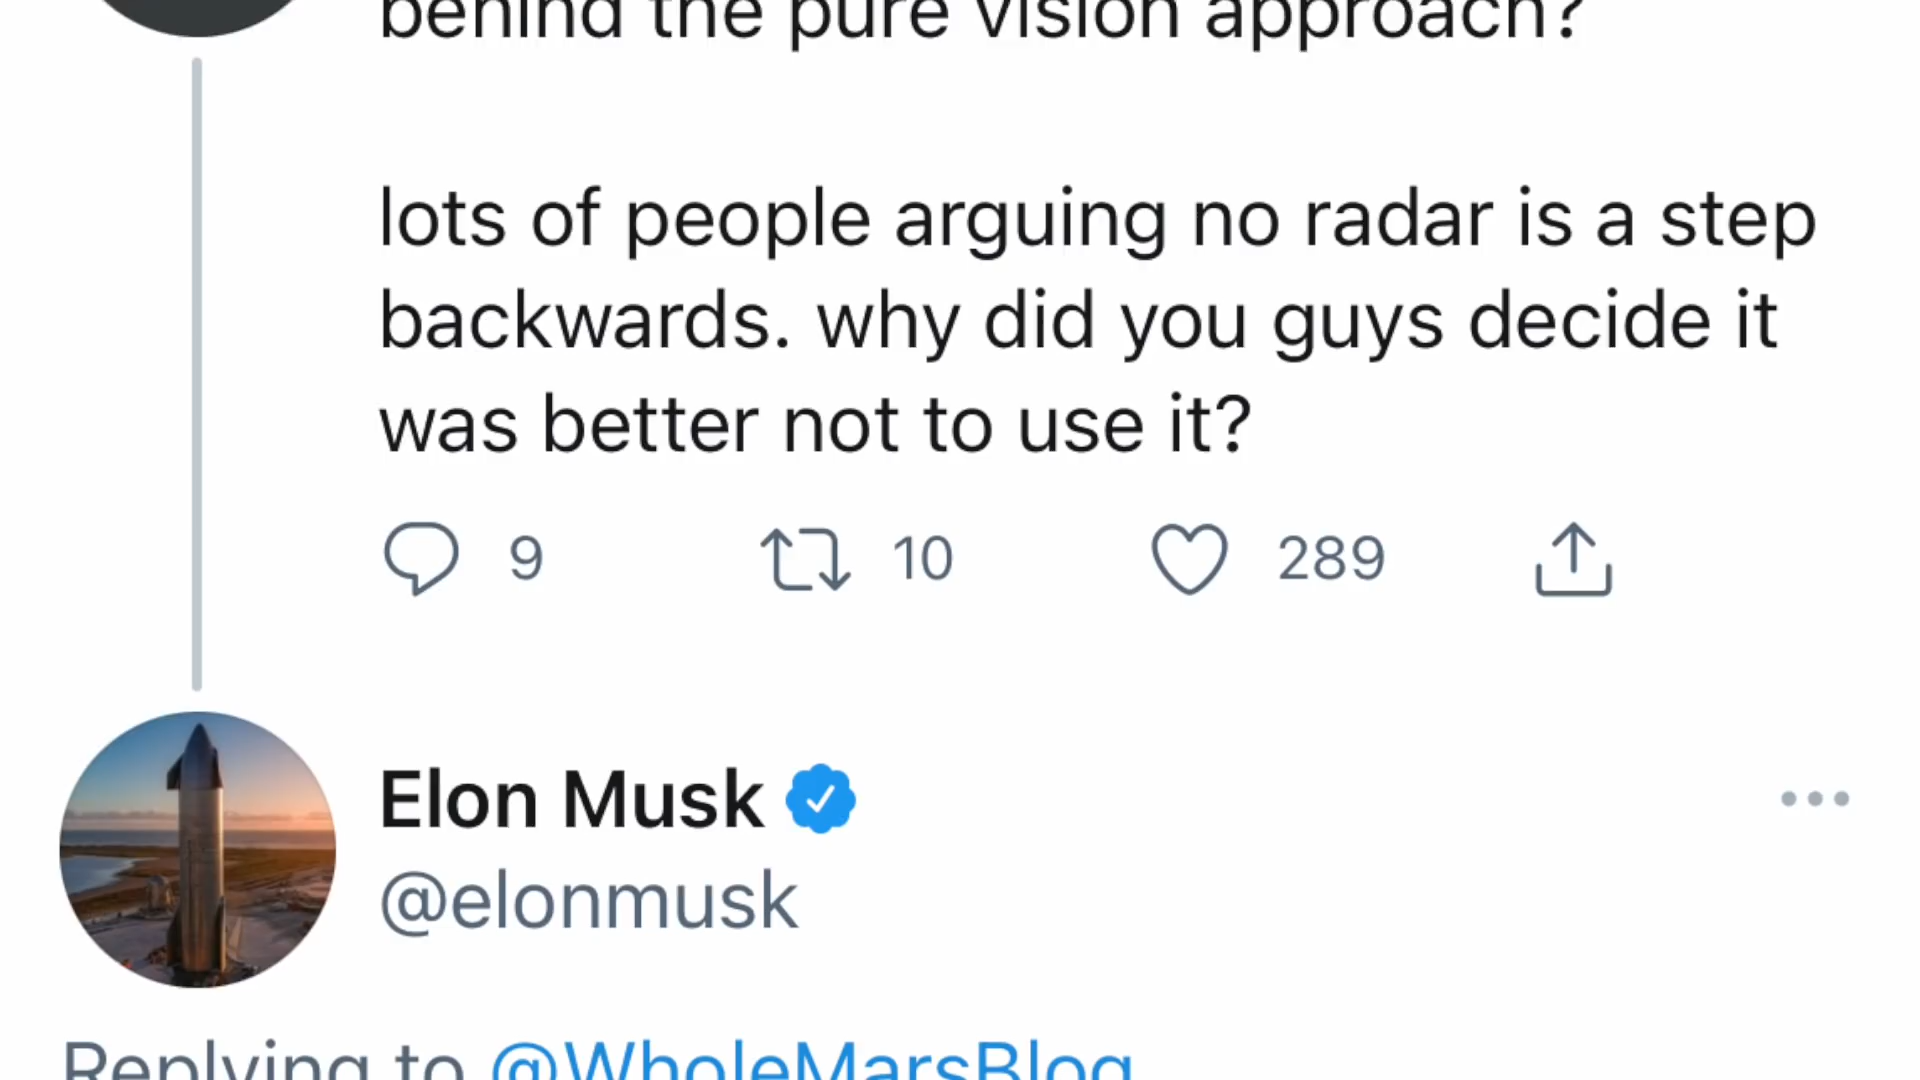 behind the pure vision approach?
lots of people arguing no radar is a step
backwards. why did you guys decide it
was better not to use it?
9 10 289
Elon Musk
@elonmusk
Replying to @WholeMarsBlog